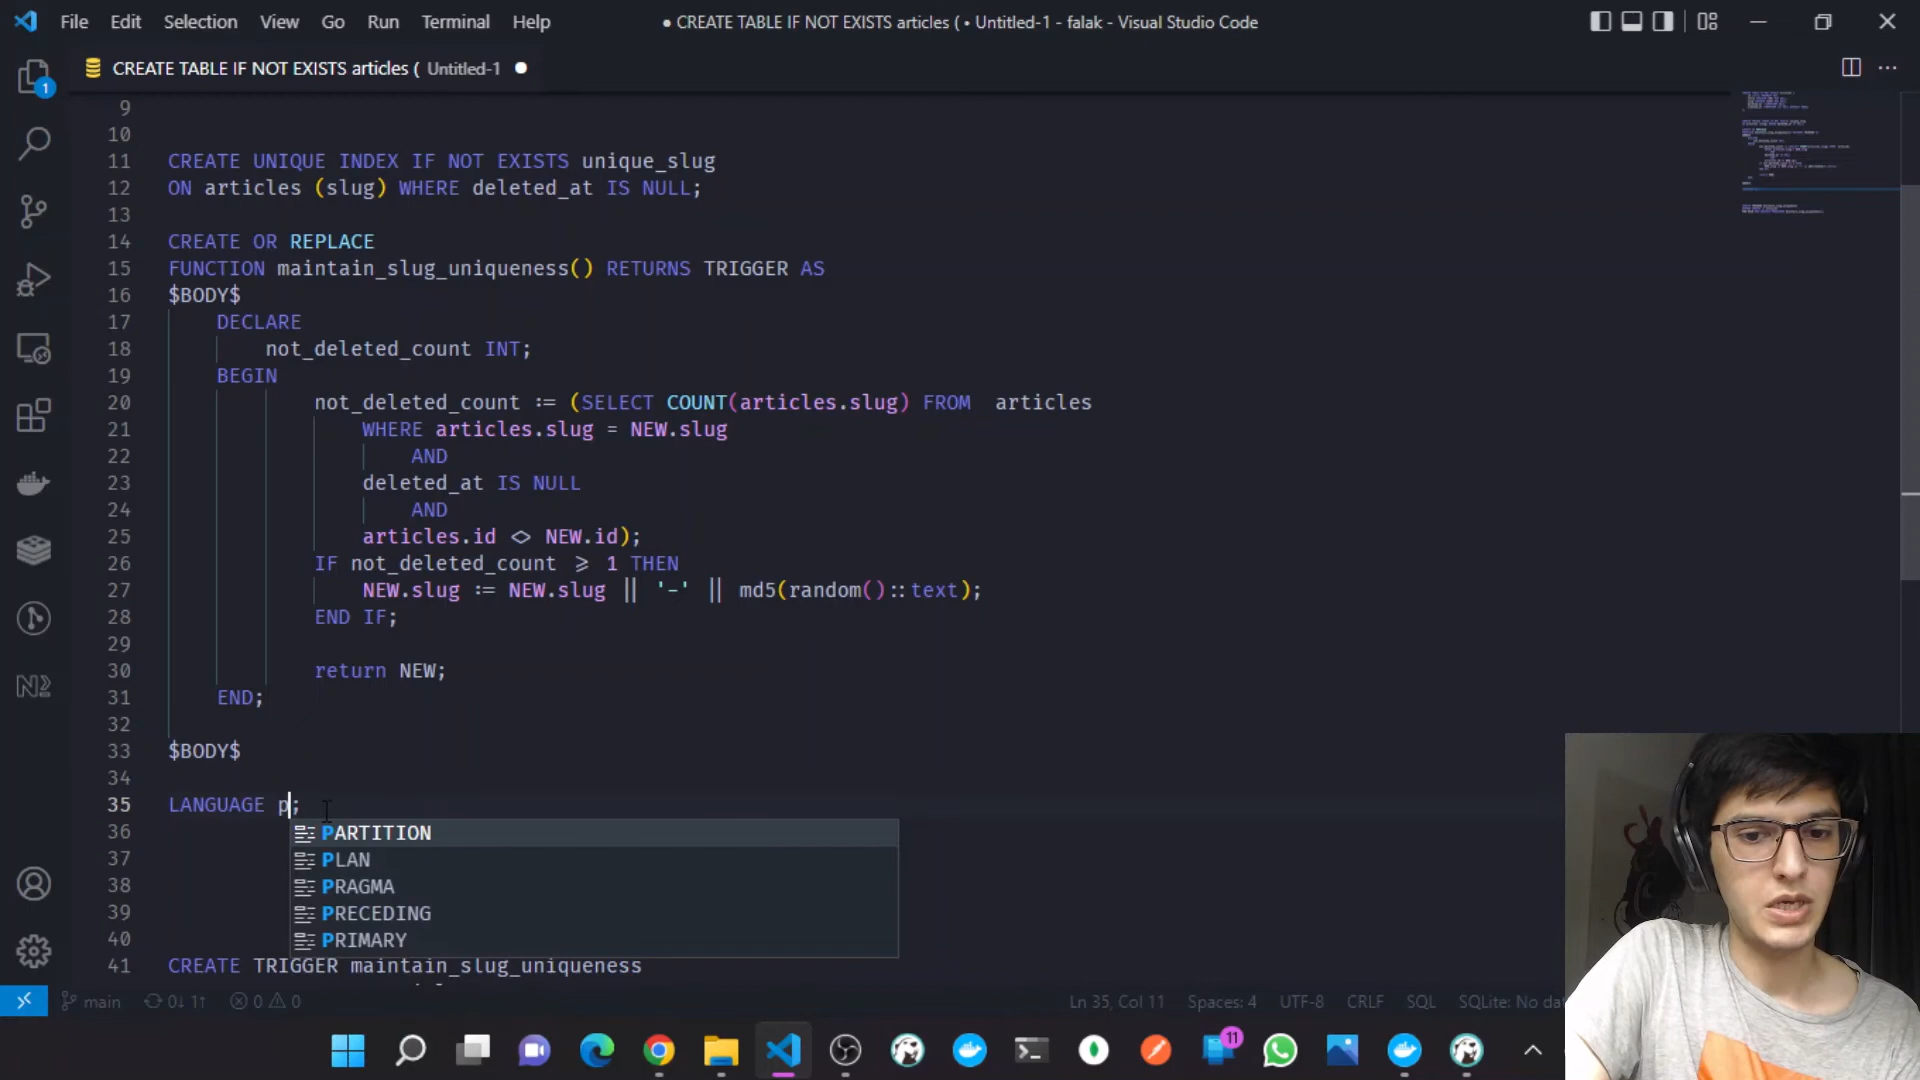 File Edit Selection View Go Run Terminal Help
● CREATE TABLE IF NOT EXISTS articles ( • Untitled-1 - falak - Visual Studio Code
CREATE TABLE IF NOT EXISTS articles ( Untitled-1 ●
1
9
10
11 CREATE UNIQUE INDEX IF NOT EXISTS unique_slug
12 ON articles (slug) WHERE deleted_at IS NULL;
13
14 CREATE OR REPLACE
15 FUNCTION maintain_slug_uniqueness() RETURNS TRIGGER AS
16 $BODY$
17 DECLARE
18 not_deleted_count INT;
19 BEGIN
20 not_deleted_count := (SELECT COUNT(articles.slug) FROM  articles
21 WHERE articles.slug = NEW.slug
22 AND
23 deleted_at IS NULL
24 AND
25 articles.id <> NEW.id);
26 IF not_deleted_count >= 1 THEN
27 NEW.slug := NEW.slug || '-' || md5(random()::text);
28 END IF;
29
30 return NEW;
31 END;
32
33 $BODY$
34
35 LANGUAGE p;
36 PARTITION
37 PLAN
38 PRAGMA
39 PRECEDING
40 PRIMARY
41 CREATE TRIGGER maintain_slug_uniqueness
main 0↓ 1↑ 0 0 Ln 35, Col 11 Spaces: 4 UTF-8 CRLF SQL SQLite: No
11